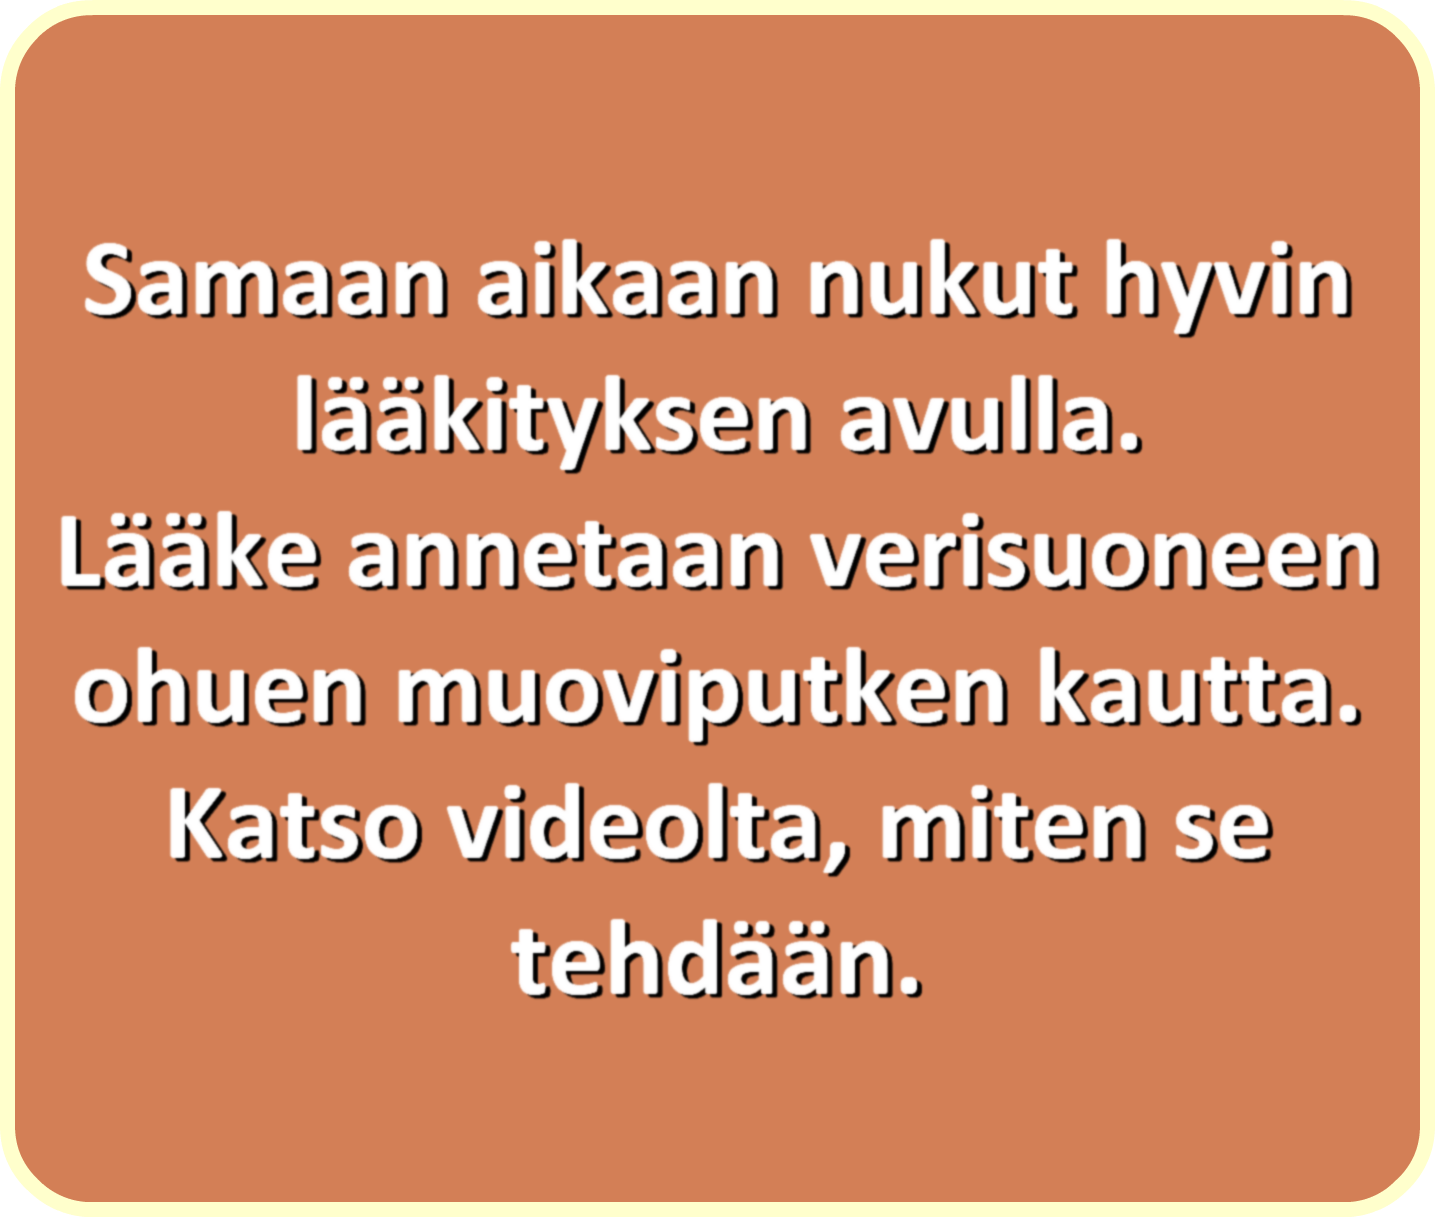 Samaan aikaan nukut hyvin
lääkityksen avulla.
Lääke annetaan verisuoneen
ohuen muoviputken kautta.
Katso videolta, miten se
tehdään.